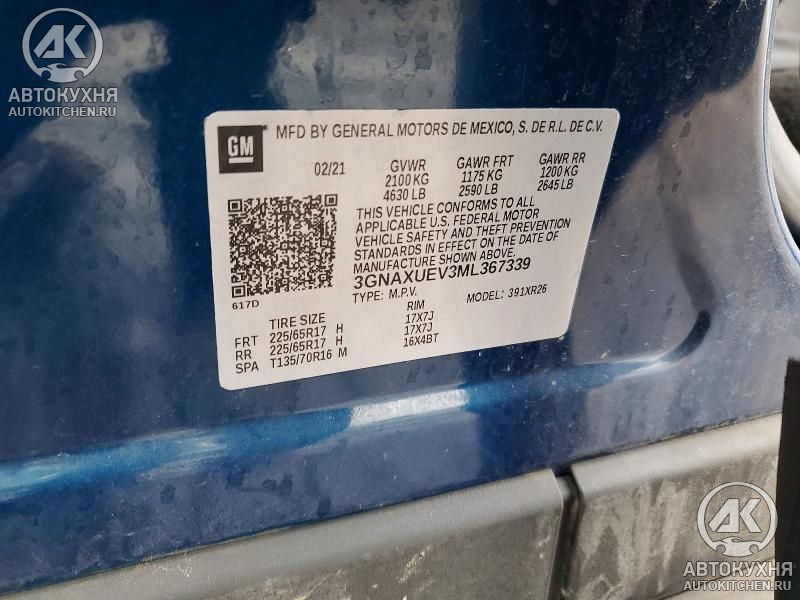 AK
АВТОКУХНЯ
AUTOKITCHEN.RU
GM
MFD BY GENERAL MOTORS DE MEXICO, S. DE R.L. DE C.V.
02/21 GVWR GAWR FRT GAWR RR
2100 KG 1175 KG 1200 KG
4630 LB 2590 LB 2645 LB
THIS VEHICLE CONFORMS TO ALL
APPLICABLE U.S. FEDERAL MOTOR
VEHICLE SAFETY AND THEFT PREVENTION
STANDARDS IN EFFECT ON THE DATE OF
MANUFACTURE SHOWN ABOVE.
3GNAXUEV3ML367339
617D TYPE: M.P.V. MODEL: 391XR26
TIRE SIZE RIM
FRT 225/65R17 H 17X7J
RR 225/65R17 H 17X7J
SPA T135/70R16 M 16X4BT
AK
АВТОКУХНЯ
AUTOKITCHEN.RU